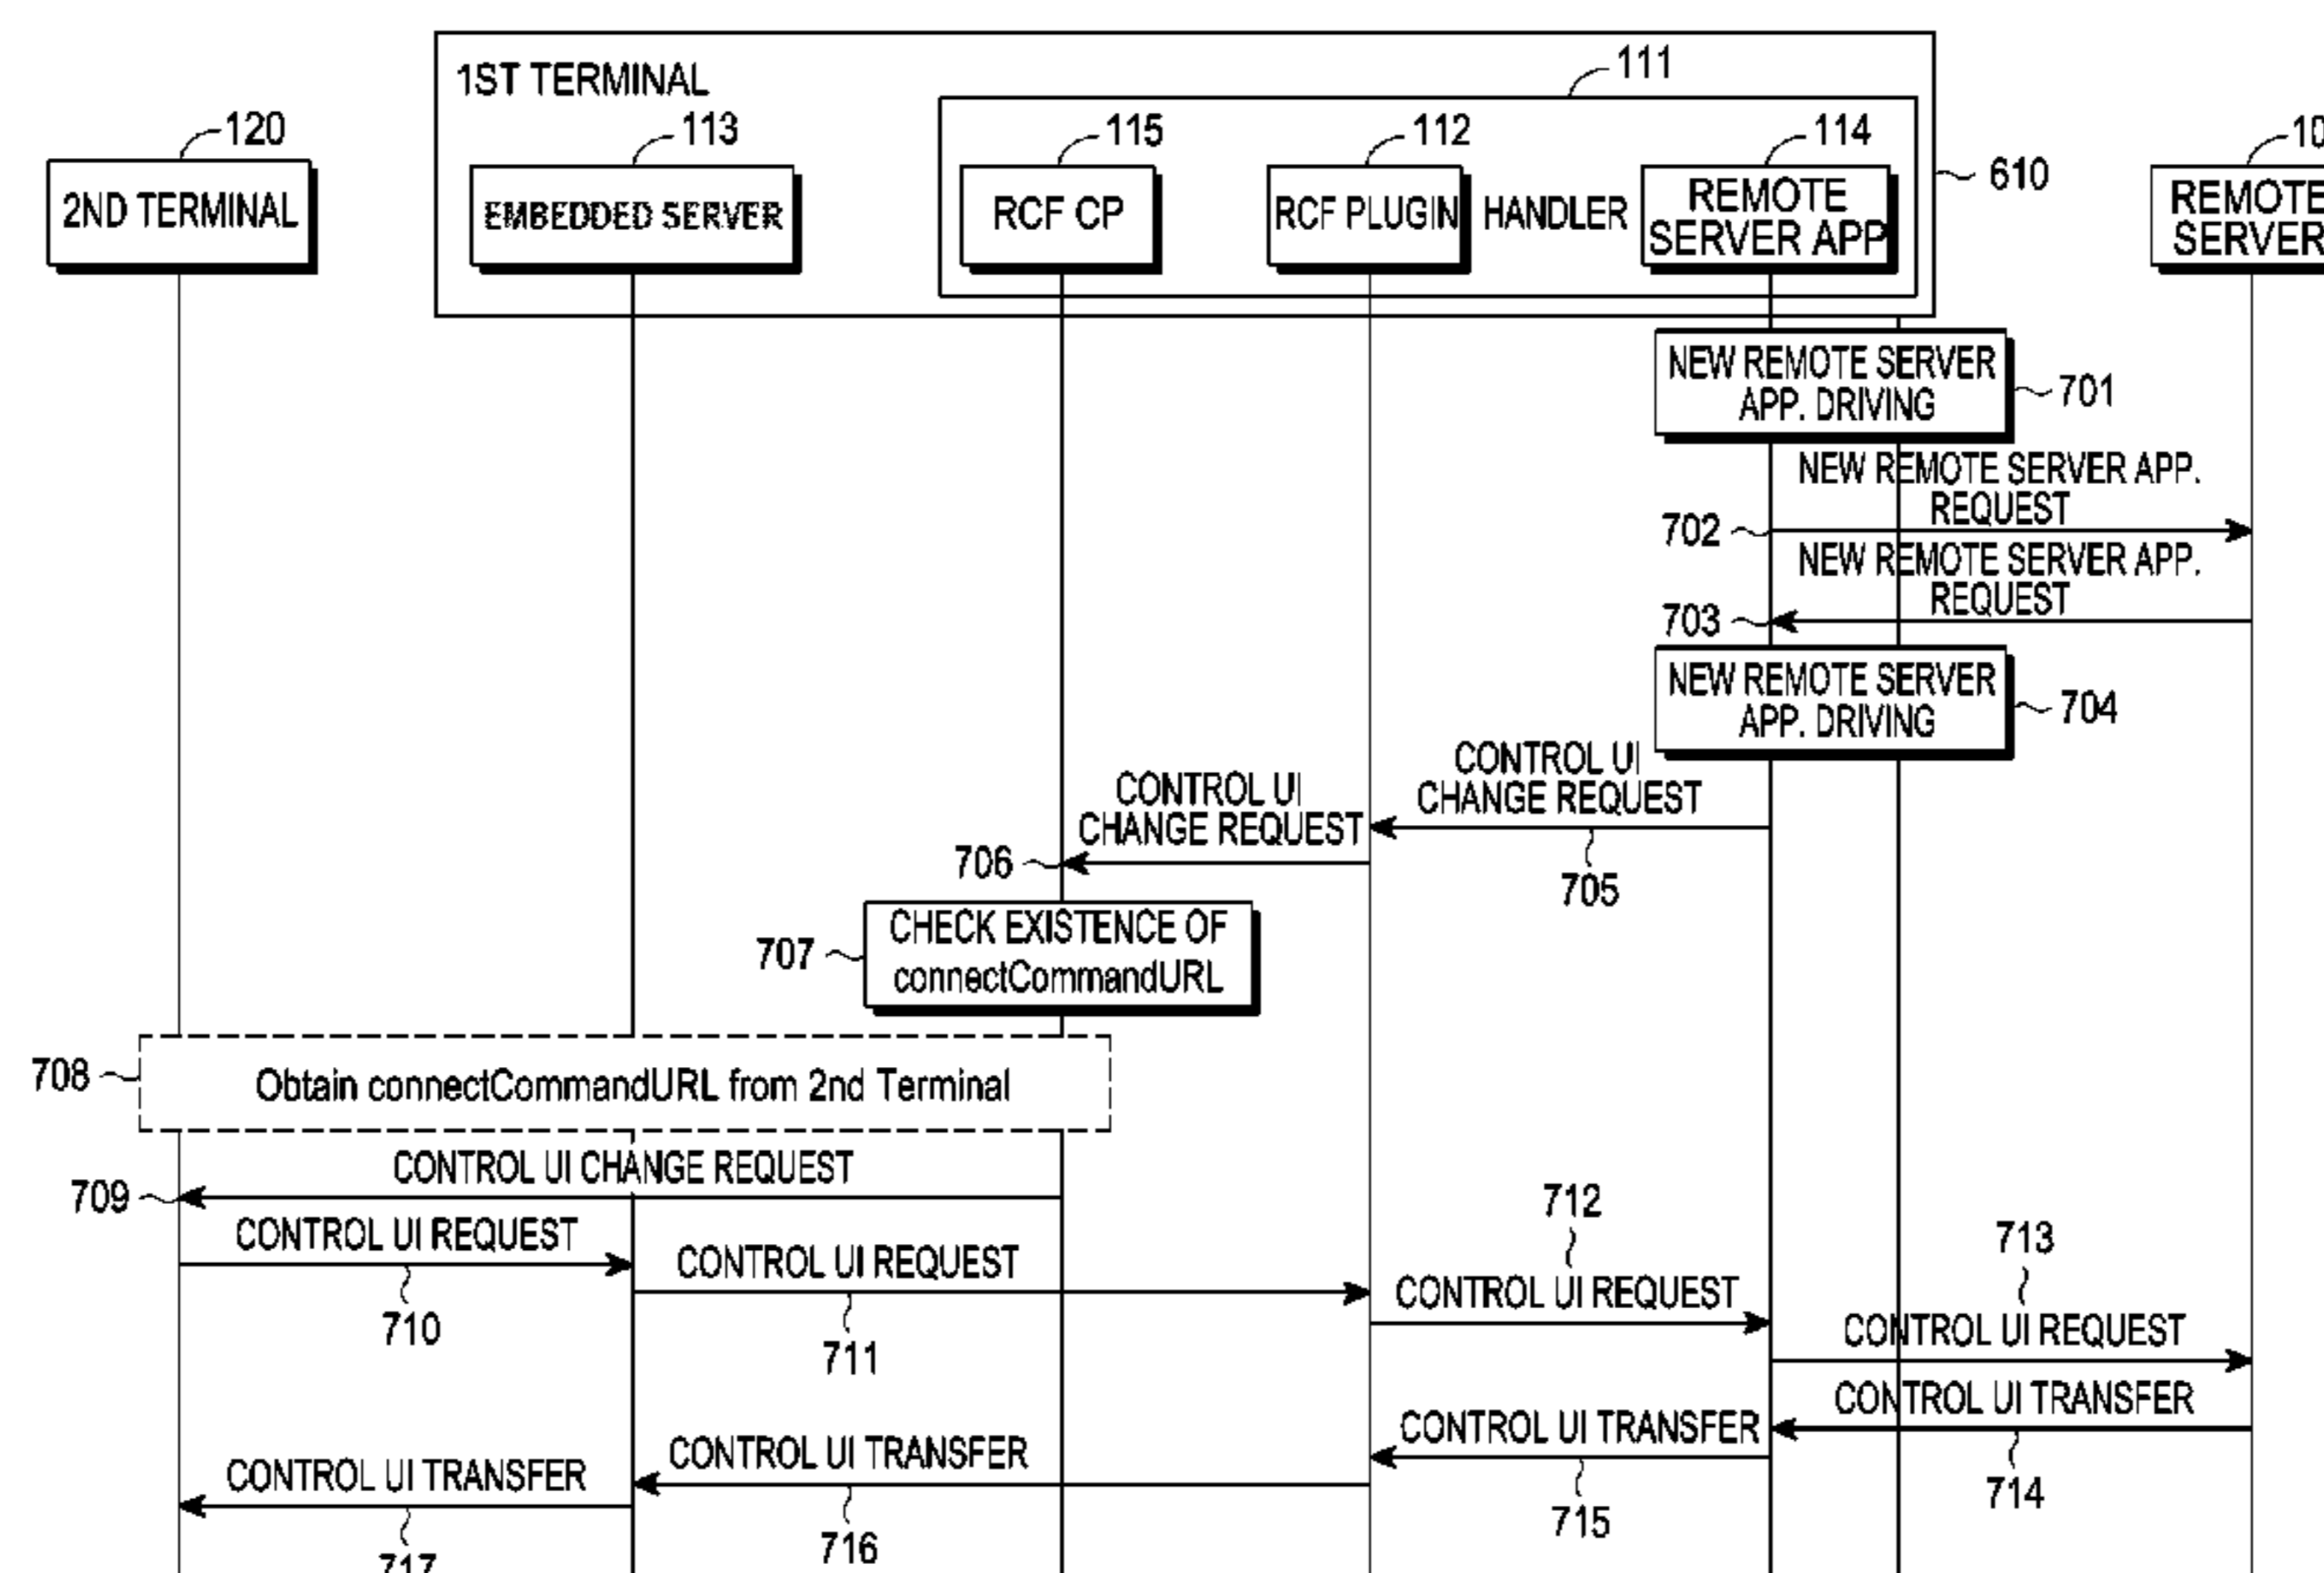 111
1ST TERMINAL
120
113
115
112
114
610
2ND TERMINAL
EMBEDDED SERVER
RCF CP
RCF PLUGIN HANDLER
REMOTE
SERVER APP
REMOTE
SERVER
NEW REMOTE SERVER
APP. DRIVING
701
NEW REMOTE SERVER APP.
REQUEST
702
NEW REMOTE SERVER APP.
REQUEST
703
NEW REMOTE SERVER
APP. DRIVING
704
CONTROL UI
CHANGE REQUEST
705
CONTROL UI
CHANGE REQUEST
706
CHECK EXISTENCE OF
connectCommandURL
707
708
Obtain connectCommandURL from 2nd Terminal
CONTROL UI CHANGE REQUEST
709
CONTROL UI REQUEST
710
CONTROL UI REQUEST
711
712
CONTROL UI REQUEST
713
CONTROL UI REQUEST
CONTROL UI TRANSFER
714
CONTROL UI TRANSFER
715
CONTROL UI TRANSFER
716
CONTROL UI TRANSFER
717